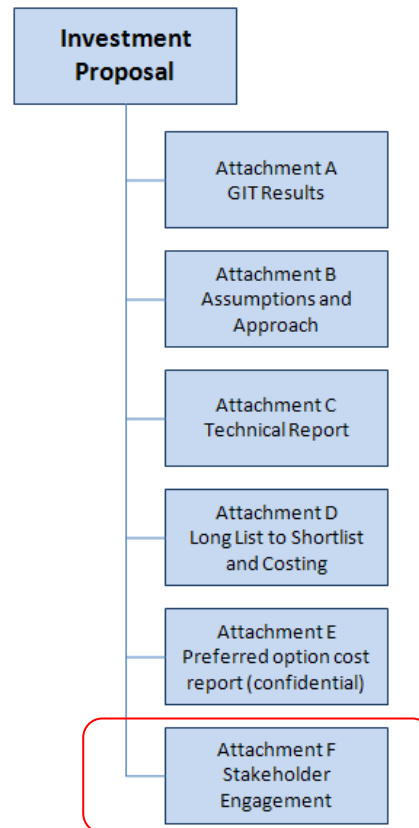 Investment
Proposal
Attachment A
GIT Results
Attachment B
Assumptions and
Approach
Attachment C
Technical Report
Attachment D
Long List to Shortlist
and Costing
Attachment E
Preferred option cost
report (confidential)
Attachment F
Stakeholder
Engagement